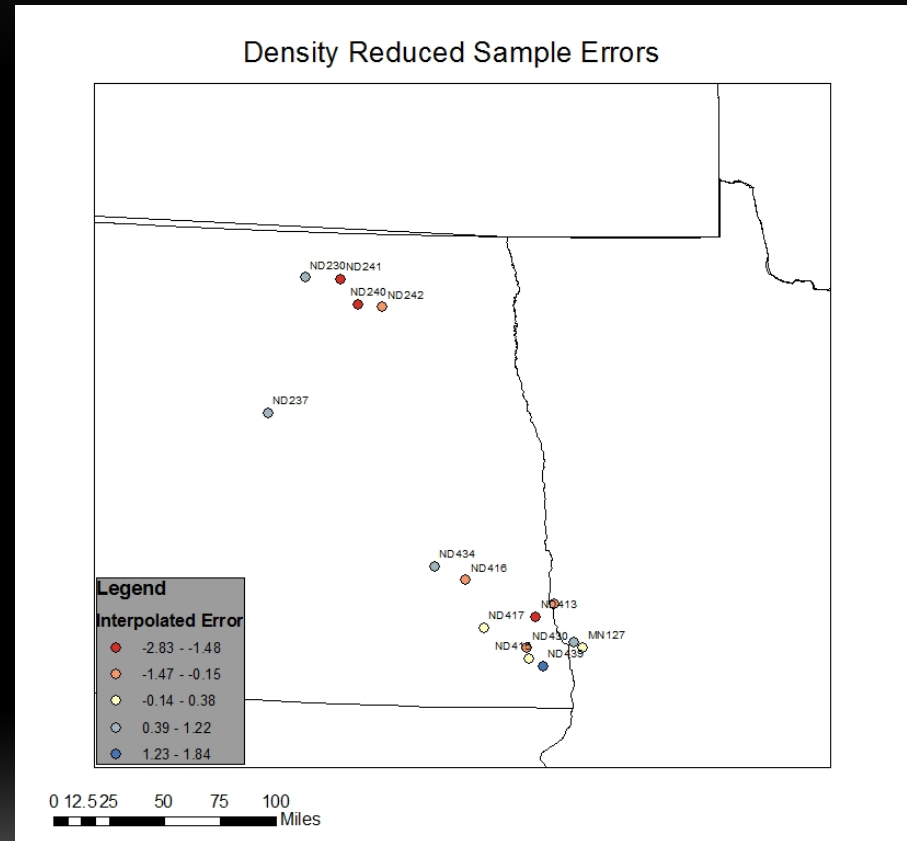 Density Reduced Sample Errors
ND230 ND241
ND240 ND242
ND237
ND434
ND416
ND417
ND430 MN127
ND439
Legend
Interpolated Error
-2.83 - -1.48
-1.47 - -0.15
-0.14 - 0.38
0.39 - 1.22
1.23 - 1.84
0 12.5 25 50 75 100
Miles